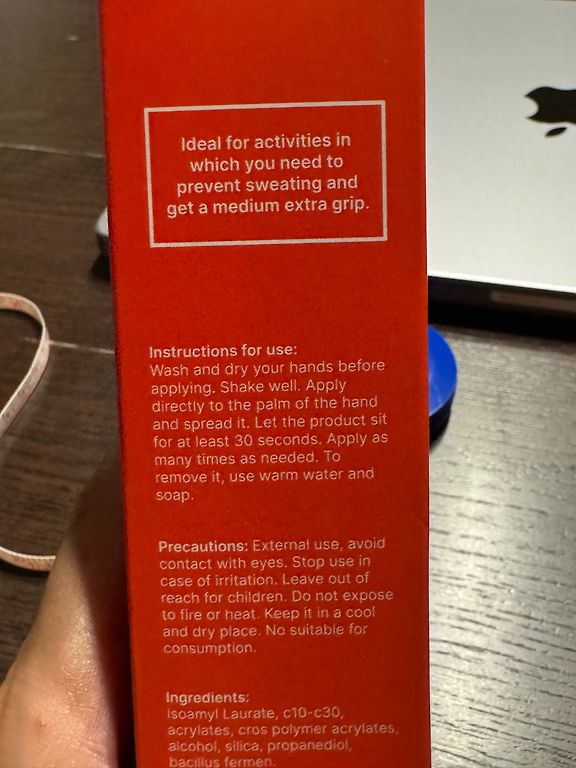 Ideal for activities in
which you need to
prevent sweating and
get a medium extra grip.
Instructions for use:
Wash and dry your hands before
applying. Shake well. Apply
directly to the palm of the hand
and spread it. Let the product sit
for at least 30 seconds. Apply as
many times as needed. To
remove it, use warm water and
soap.
Precautions: External use, avoid
contact with eyes. Stop use in
case of irritation. Leave out of
reach for children. Do not expose
to fire or heat. Keep it in a cool
and dry place. No suitable for
consumption.
Ingredients:
Isoamyl Laurate, c10-c30,
acrylates, cros polymer acrylates,
alcohol, silica, propanediol,
bacillus fermen.